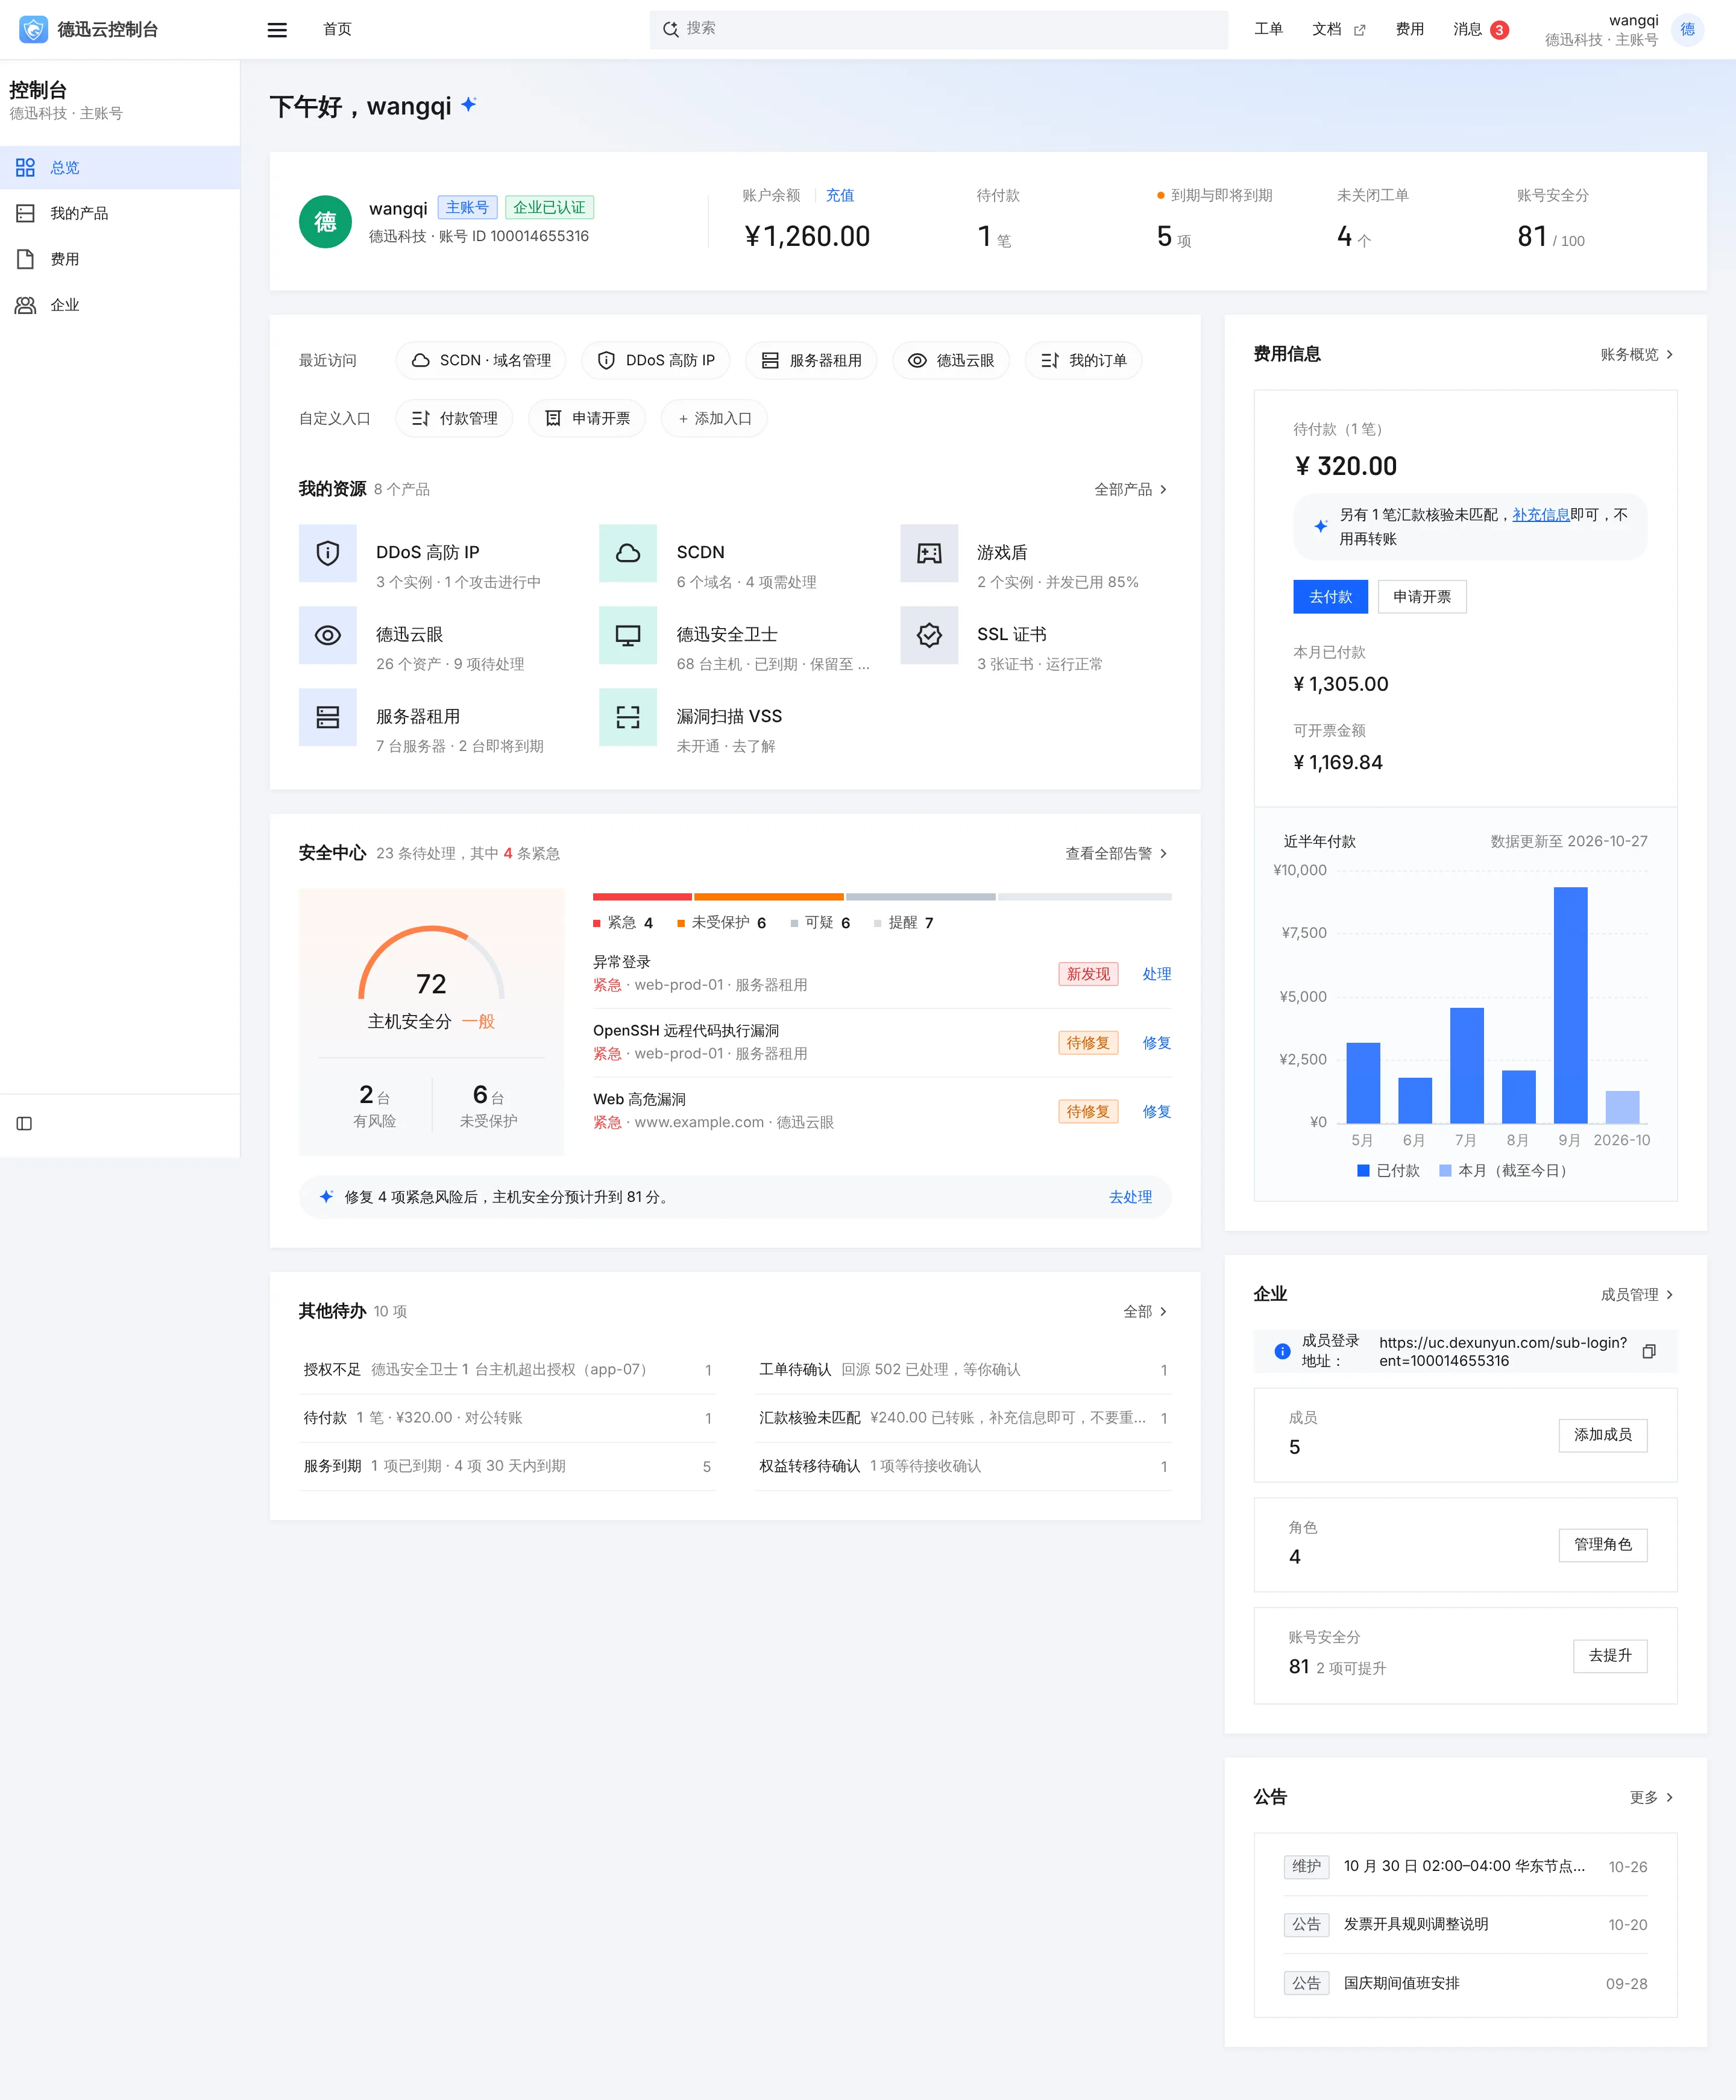 德迅云控制台
首页
搜索
工单
文档
费用
消息 3
wangqi
德迅科技 · 主账号
德
控制台
德迅科技 · 主账号
总览
我的产品
费用
企业
下午好，wangqi
德
wangqi 主账号 企业已认证
德迅科技 · 账号 ID 100014655316
账户余额 充值
¥1,260.00
待付款
1 笔
到期与即将到期
5 项
未关闭工单
4 个
账号安全分
81 / 100
最近访问 SCDN · 域名管理 DDoS 高防 IP 服务器租用 德迅云眼 我的订单
自定义入口 付款管理 申请开票 + 添加入口
我的资源 8 个产品 全部产品
DDoS 高防 IP
3 个实例 · 1 个攻击进行中
SCDN
6 个域名 · 4 项需处理
游戏盾
2 个实例 · 并发已用 85%
德迅云眼
26 个资产 · 9 项待处理
德迅安全卫士
68 台主机 · 已到期 · 保留至 ...
SSL 证书
3 张证书 · 运行正常
服务器租用
7 台服务器 · 2 台即将到期
漏洞扫描 VSS
未开通 · 去了解
安全中心 23 条待处理，其中 4 条紧急 查看全部告警
72
主机安全分 一般
2 台
有风险
6 台
未受保护
紧急 4 未受保护 6 可疑 6 提醒 7
异常登录
紧急 · web-prod-01 · 服务器租用
新发现 处理
OpenSSH 远程代码执行漏洞
紧急 · web-prod-01 · 服务器租用
待修复 修复
Web 高危漏洞
紧急 · www.example.com · 德迅云眼
待修复 修复
修复 4 项紧急风险后，主机安全分预计升到 81 分。 去处理
其他待办 10 项 全部
授权不足 德迅安全卫士 1 台主机超出授权（app-07） 1
工单待确认 回源 502 已处理，等你确认 1
待付款 1 笔 · ¥320.00 · 对公转账 1
汇款核验未匹配 ¥240.00 已转账，补充信息即可，不要重... 1
服务到期 1 项已到期 · 4 项 30 天内到期 5
权益转移待确认 1 项等待接收确认 1
费用信息 账务概览
待付款（1 笔）
¥ 320.00
另有 1 笔汇款核验未匹配，补充信息即可，不
用再转账
去付款 申请开票
本月已付款
¥ 1,305.00
可开票金额
¥ 1,169.84
近半年付款 数据更新至 2026-10-27
¥10,000
¥7,500
¥5,000
¥2,500
¥0
5月 6月 7月 8月 9月 2026-10
已付款 本月（截至今日）
企业 成员管理
成员登录
地址：
https://uc.dexunyun.com/sub-login?
ent=100014655316
成员
5
添加成员
角色
4
管理角色
账号安全分
81 2 项可提升
去提升
公告 更多
维护 10 月 30 日 02:00–04:00 华东节点... 10-26
公告 发票开具规则调整说明 10-20
公告 国庆期间值班安排 09-28